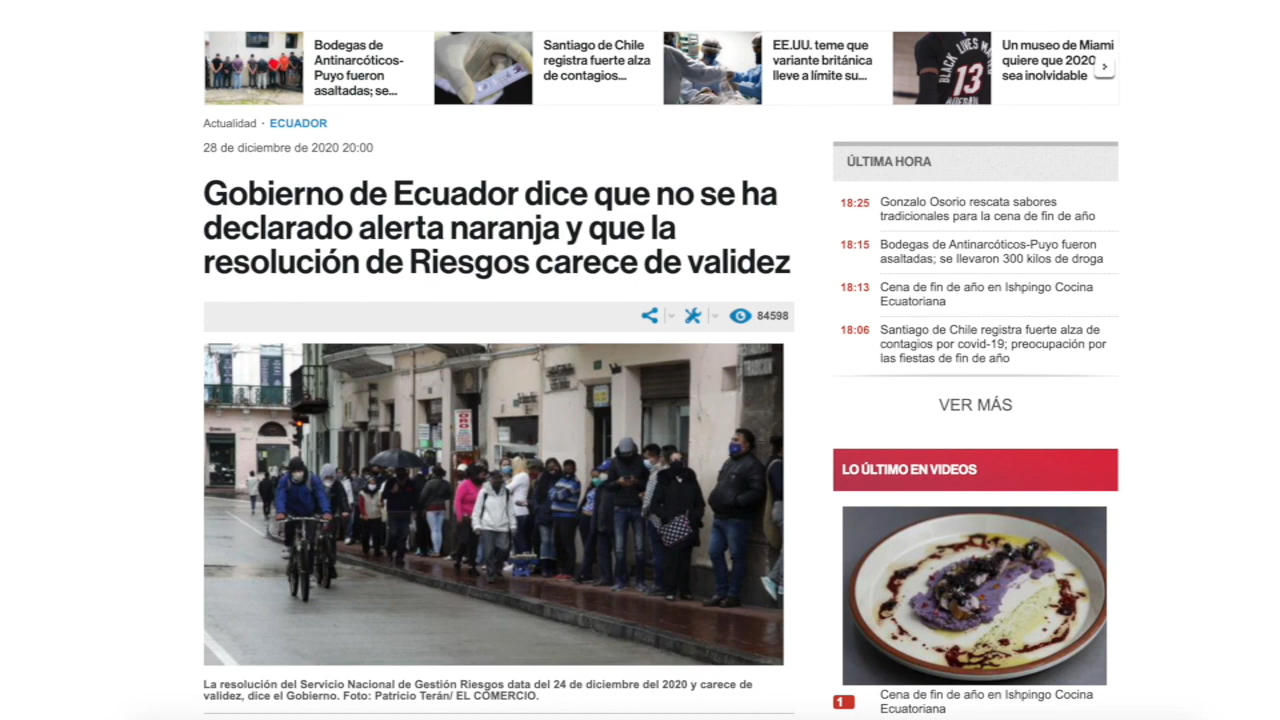 Bodegas de
Antinarcóticos-
Puyo fueron
asaltadas; se...
Santiago de Chile
registra fuerte alza
de contagios...
EE.UU. teme que
variante británica
lleve a límite su...
BLACK LIVES
13
Un museo de Miami
quiere que 2020
sea inolvidable
Actualidad · ECUADOR
28 de diciembre de 2020 20:00
Gobierno de Ecuador dice que no se ha
declarado alerta naranja y que la
resolución de Riesgos carece de validez
84598
La resolución del Servicio Nacional de Gestión Riesgos data del 24 de diciembre del 2020 y carece de
validez, dice el Gobierno. Foto: Patricio Terán/ EL COMERCIO.
ÚLTIMA HORA
18:25 Gonzalo Osorio rescata sabores
tradicionales para la cena de fin de año
18:15 Bodegas de Antinarcóticos-Puyo fueron
asaltadas; se llevaron 300 kilos de droga
18:13 Cena de fin de año en Ishpingo Cocina
Ecuatoriana
18:06 Santiago de Chile registra fuerte alza de
contagios por covid-19; preocupación por
las fiestas de fin de año
VER MÁS
LO ÚLTIMO EN VIDEOS
1 Cena de fin de año en Ishpingo Cocina
Ecuatoriana